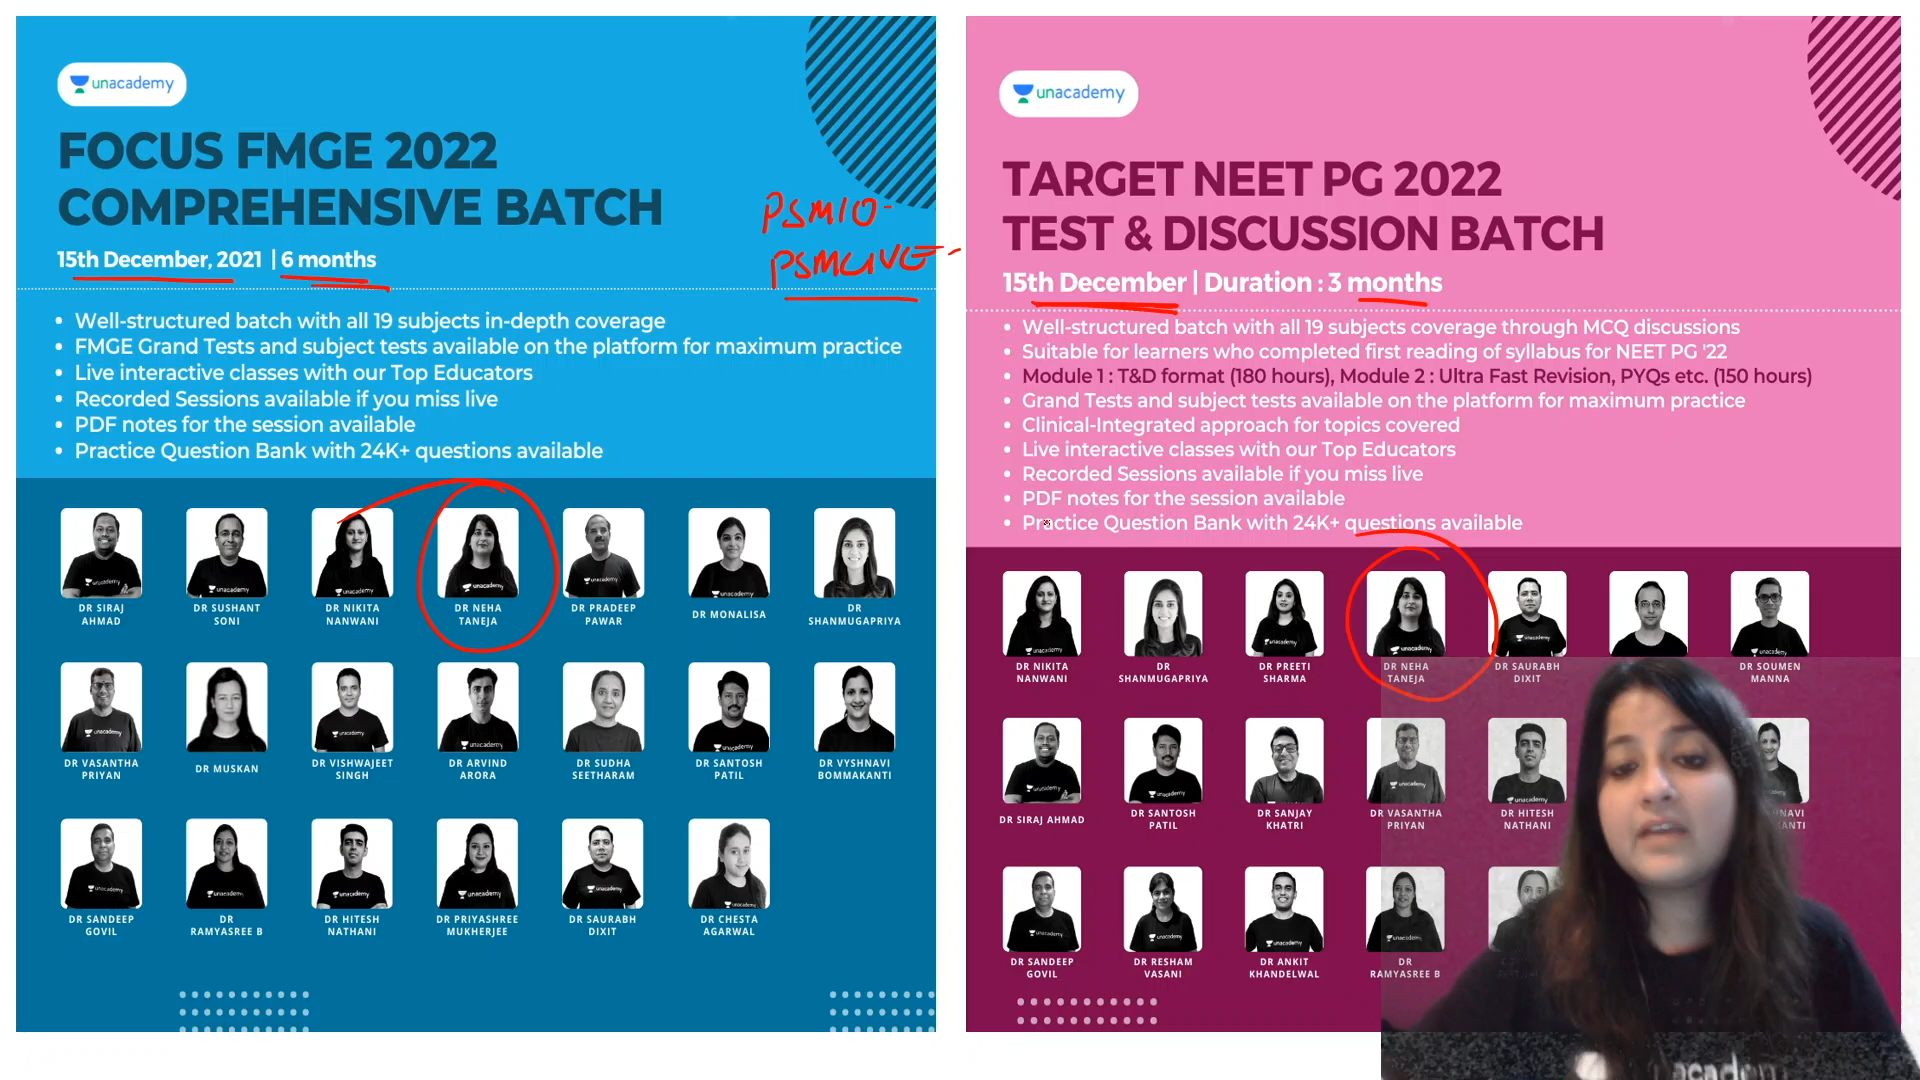 unacademy
FOCUS FMGE 2022
COMPREHENSIVE BATCH
PSM10
PSMLIVE
15th December, 2021 | 6 months
• Well-structured batch with all 19 subjects in-depth coverage
• FMGE Grand Tests and subject tests available on the platform for maximum practice
• Live interactive classes with our Top Educators
• Recorded Sessions available if you miss live
• PDF notes for the session available
• Practice Question Bank with 24K+ questions available
DR SIRAJ AHMAD
DR SUSHANT SONI
DR NIKITA NANWANI
DR NEHA TANEJA
DR PRADEEP PAWAR
DR MONALISA
DR SHANMUGAPRIYA
DR VASANTHA PRIYAN
DR MUSKAN
DR VISHWAJEET SINGH
DR ARVIND ARORA
DR SUDHA SEETHARAM
DR SANTOSH PATIL
DR VYSHNAVI BOMMAKANTI
DR SANDEEP GOVIL
DR RAMYASREE B
DR HITESH NATHANI
DR PRIYASHREE MUKHERJEE
DR SAURABH DIXIT
DR CHESTA AGARWAL
unacademy
TARGET NEET PG 2022
TEST & DISCUSSION BATCH
15th December | Duration : 3 months
• Well-structured batch with all 19 subjects coverage through MCQ discussions
• Suitable for learners who completed first reading of syllabus for NEET PG '22
• Module 1 : T&D format (180 hours), Module 2 : Ultra Fast Revision, PYQs etc. (150 hours)
• Grand Tests and subject tests available on the platform for maximum practice
• Clinical-Integrated approach for topics covered
• Live interactive classes with our Top Educators
• Recorded Sessions available if you miss live
• PDF notes for the session available
• Practice Question Bank with 24K+ questions available
DR NIKITA NANWANI
DR SHANMUGAPRIYA
DR PREETI SHARMA
DR NEHA TANEJA
DR SAURABH DIXIT
DR SOUMEN MANNA
DR SIRAJ AHMAD
DR SANTOSH PATIL
DR SANJAY KHATRI
DR VASANTHA PRIYAN
DR HITESH NATHANI
DR SANDEEP GOVIL
DR RESHAM VASANI
DR ANKIT KHANDELWAL
DR RAMYASREE B